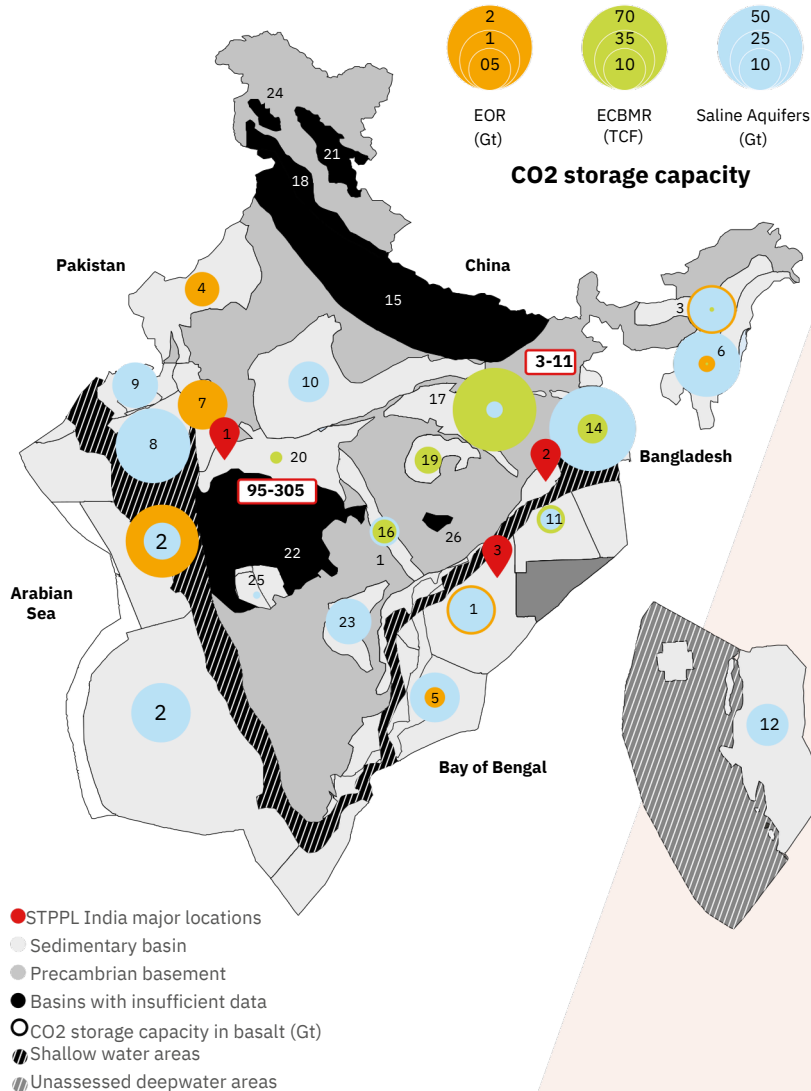 2
1
05
EOR
(Gt)
70
35
10
ECBMR
(TCF)
50
25
10
Saline Aquifers
(Gt)
CO2 storage capacity
24
21
18
Pakistan
China
4
15
3
3-11
6
9
10
7
17
8
1
14
20
19
2
Bangladesh
95-305
2
16
11
22
1
26
3
25
Arabian
Sea
23
1
2
5
12
Bay of Bengal
STPPL India major locations
Sedimentary basin
Precambrian basement
Basins with insufficient data
CO2 storage capacity in basalt (Gt)
Shallow water areas
Unassessed deepwater areas